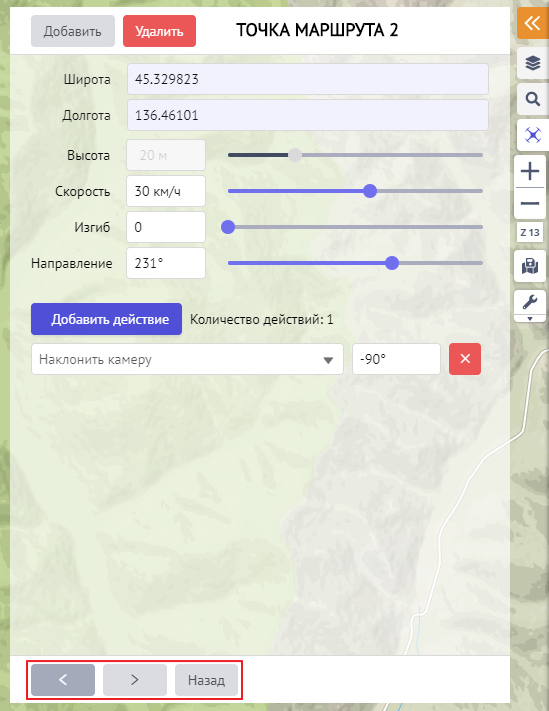 Добавить Удалить ТОЧКА МАРШРУТА 2
Широта 45.329823
Долгота 136.46101
Высота 20 м
Скорость 30 км/ч
Изгиб 0
Z 13
Направление 231°
Добавить действие Количество действий: 1
Наклонить камеру -90°
Назад